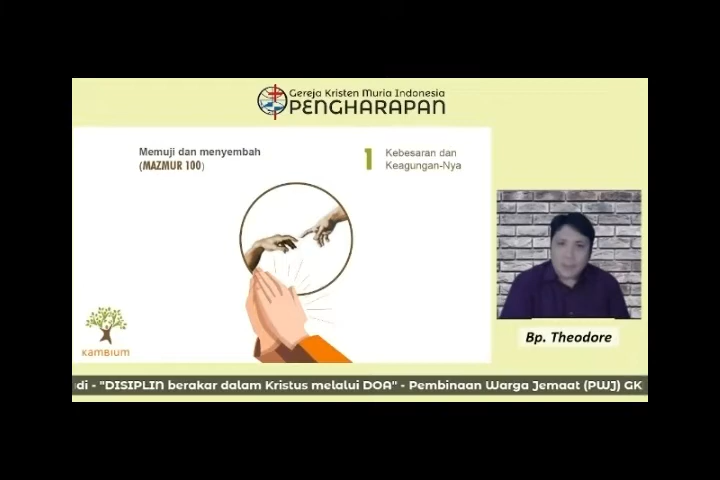 Gereja Kristen Muria Indonesia
PENGHARAPAN
Memuji dan menyembah
(MAZMUR 100)
1
Kebesaran dan
Keagungan-Nya
KamBIUM
Bp. Theodore
di - "DISIPLIN berakar dalam Kristus melalui DOA" - Pembinaan Warga Jemaat (PWJ) GK